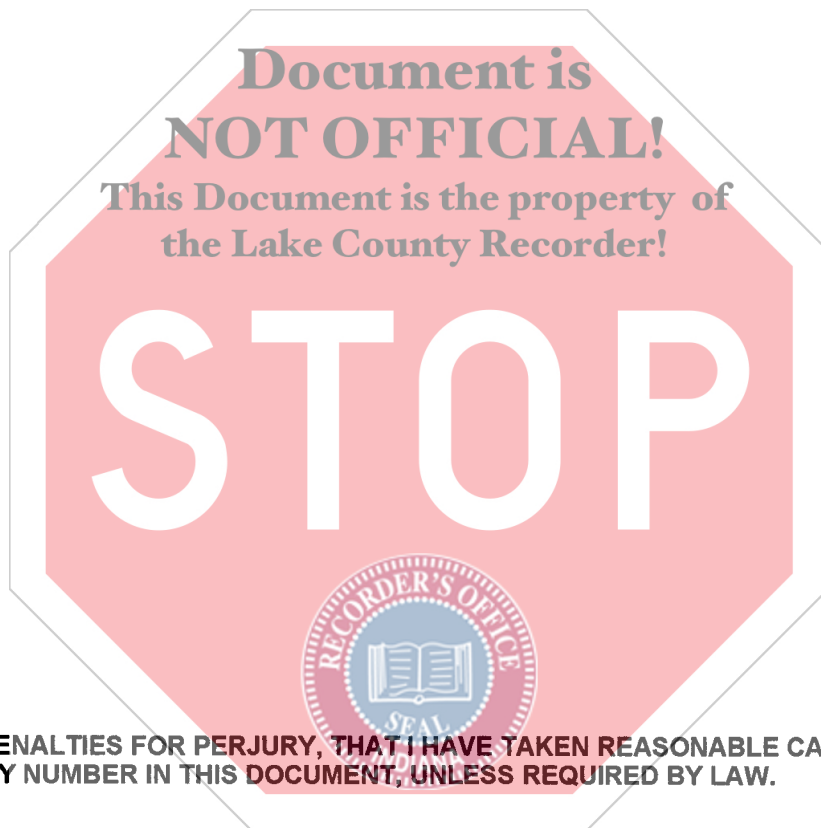 Document is
NOT OFFICIAL!
This Document is the property of
the Lake County Recorder!
STOP
RECORDER'S OFFICE
SEAL
INDIANA
ENALTIES FOR PERJURY, THAT I HAVE TAKEN REASONABLE CA
Y NUMBER IN THIS DOCUMENT, UNLESS REQUIRED BY LAW.